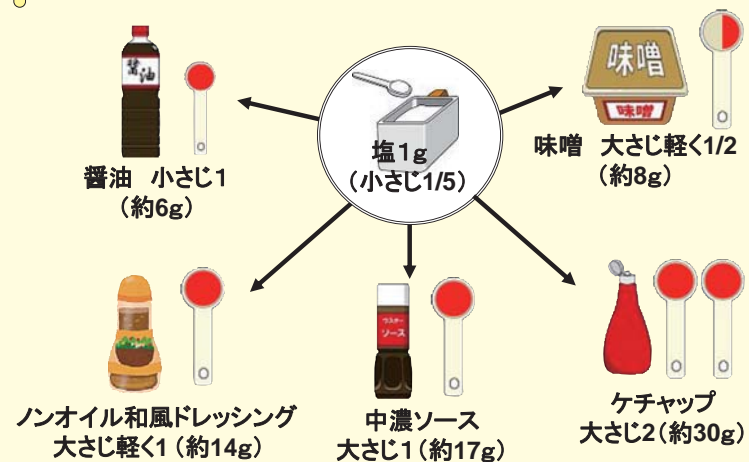 醤油
味噌
味噌
塩1g
(小さじ1/5)
味噌 大さじ軽く1/2
(約8g)
醤油 小さじ1
(約6g)
ウスター
ソース
ノンオイル和風ドレッシング
大さじ軽く1 (約14g)
中濃ソース
大さじ1(約17g)
ケチャップ
大さじ2(約30g)